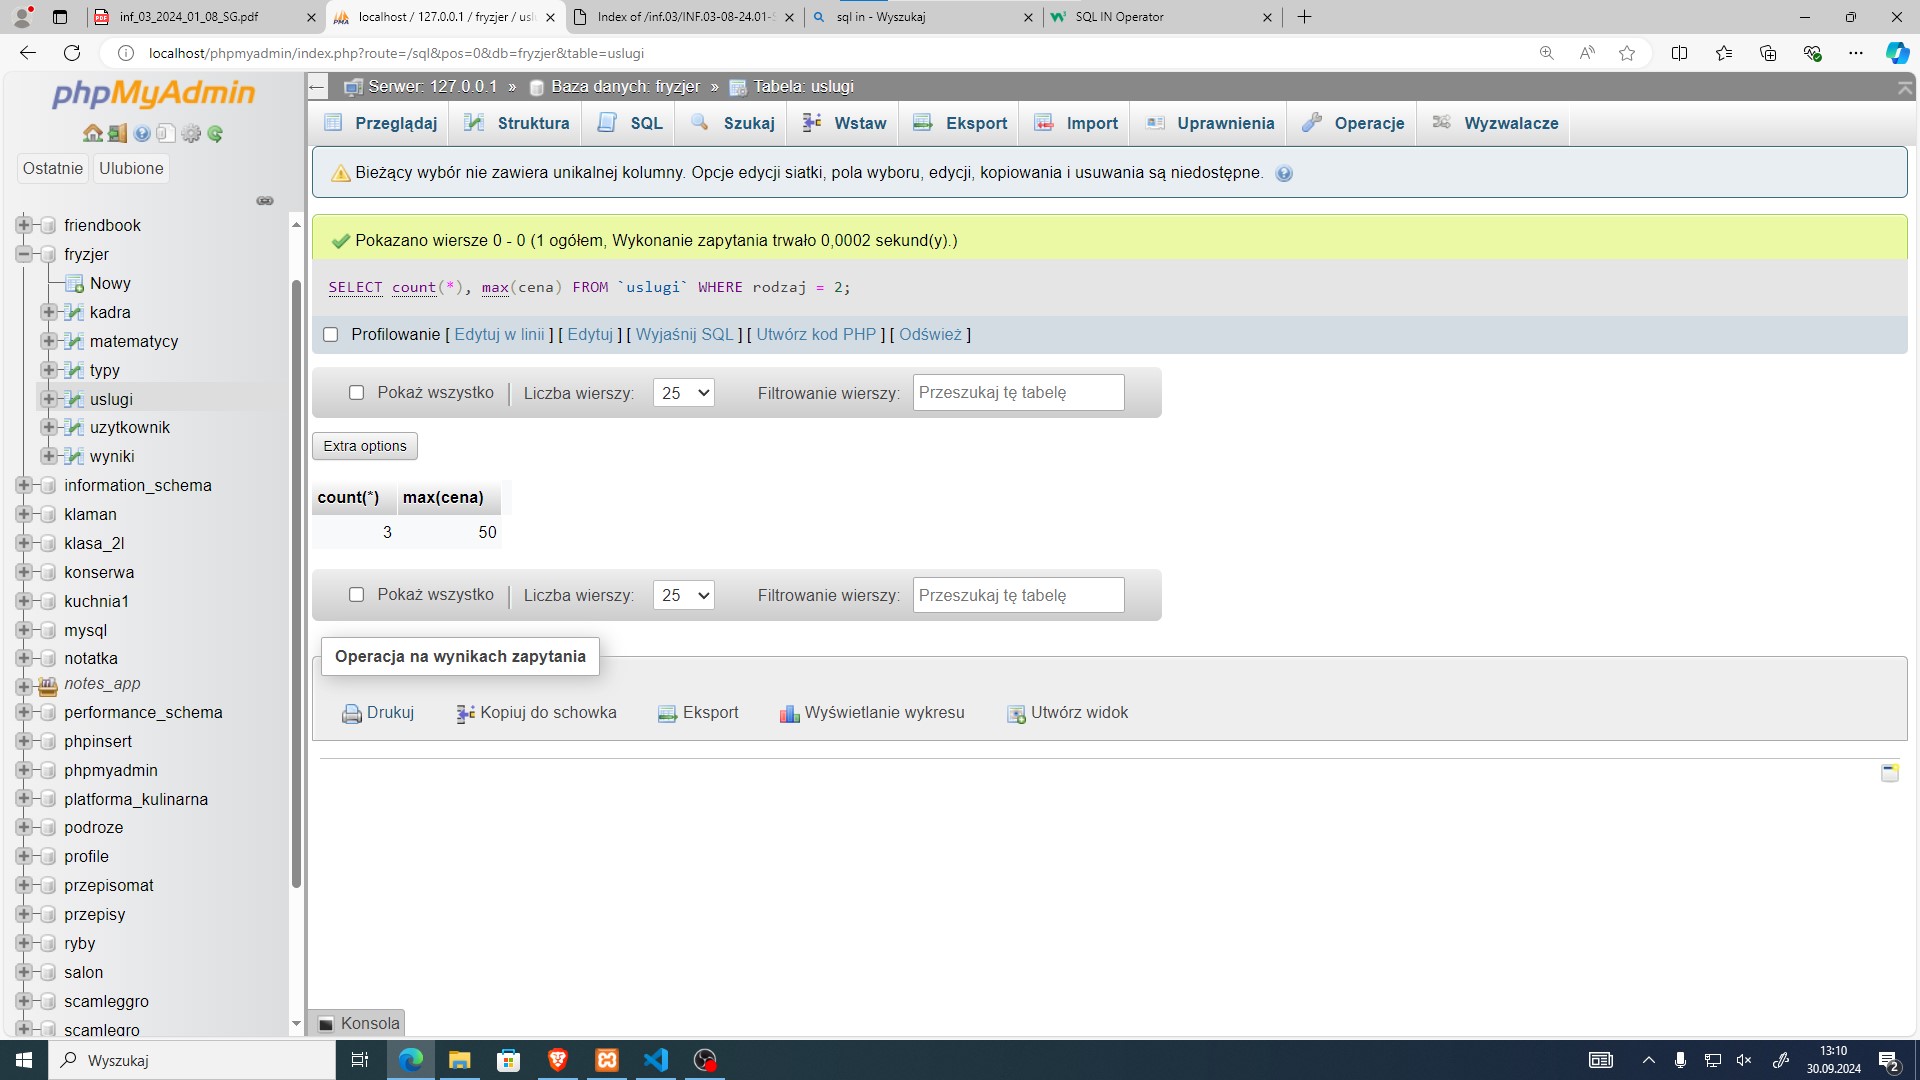 inf_03_2024_01_08_SG.pdf
localhost / 127.0.0.1 / fryzjer / usl
Index of /inf.03/INF.03-08-24.01-S
sql in - Wyszukaj
SQL IN Operator
localhost/phpmyadmin/index.php?route=/sql&pos=0&db=fryzjer&table=uslugi
phpMyAdmin
Ostatnie
Ulubione
friendbook
fryzjer
Nowy
kadra
matematycy
typy
uslugi
uzytkownik
wyniki
information_schema
klaman
klasa_2l
konserwa
kuchnia1
mysql
notatka
notes_app
performance_schema
phpinsert
phpmyadmin
platforma_kulinarna
podroze
profile
przepisomat
przepisy
ryby
salon
scamleggro
scamlegro
Serwer: 127.0.0.1 » Baza danych: fryzjer » Tabela: uslugi
Przeglądaj Struktura SQL Szukaj Wstaw Eksport Import Uprawnienia Operacje Wyzwalacze
Bieżący wybór nie zawiera unikalnej kolumny. Opcje edycji siatki, pola wyboru, edycji, kopiowania i usuwania są niedostępne.
Pokazano wiersze 0 - 0 (1 ogółem, Wykonanie zapytania trwało 0,0002 sekund(y).)
SELECT count(*), max(cena) FROM `uslugi` WHERE rodzaj = 2;
Profilowanie [ Edytuj w linii ] [ Edytuj ] [ Wyjaśnij SQL ] [ Utwórz kod PHP ] [ Odśwież ]
Pokaż wszystko Liczba wierszy: 25 Filtrowanie wierszy: Przeszukaj tę tabelę
Extra options
count(*) max(cena)
3 50
Pokaż wszystko Liczba wierszy: 25 Filtrowanie wierszy: Przeszukaj tę tabelę
Operacja na wynikach zapytania
Drukuj Kopiuj do schowka Eksport Wyświetlanie wykresu Utwórz widok
Konsola
Wyszukaj
13:10
30.09.2024
2